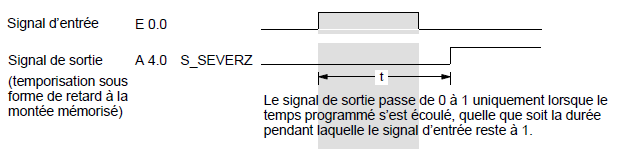 Signal d'entrée E 0.0
Signal de sortie A 4.0 S_SEVERZ
(temporisation sous
forme de retard à la
montée mémorisé)
t
Le signal de sortie passe de 0 à 1 uniquement lorsque le
temps programmé s'est écoulé, quelle que soit la durée
pendant laquelle le signal d'entrée reste à 1.